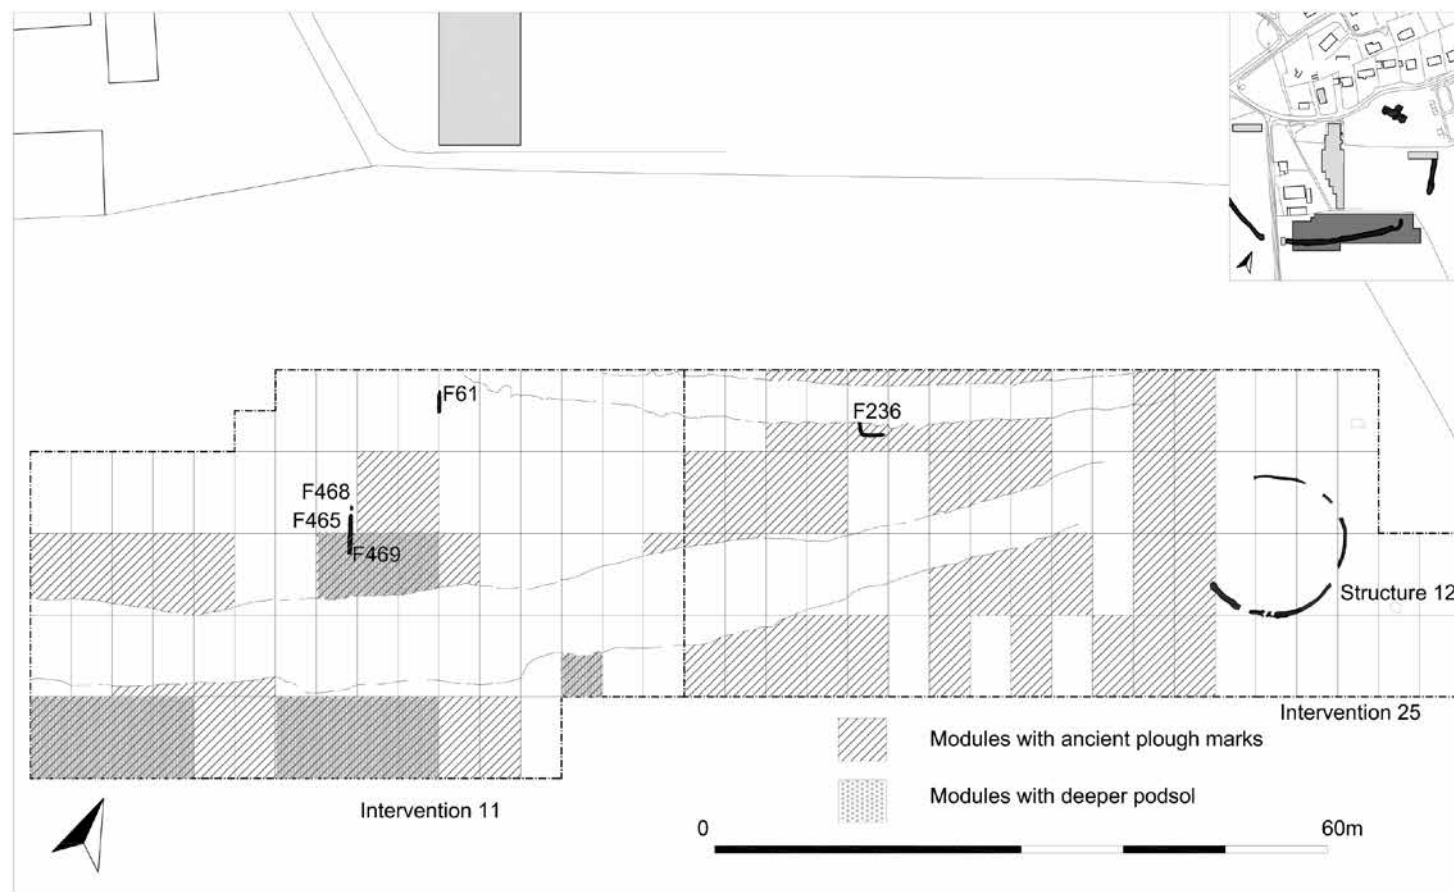 F61
F236
F468
F465
F469
Structure 12
Intervention 25
Modules with ancient plough marks
Modules with deeper podsol
Intervention 11
0
60m